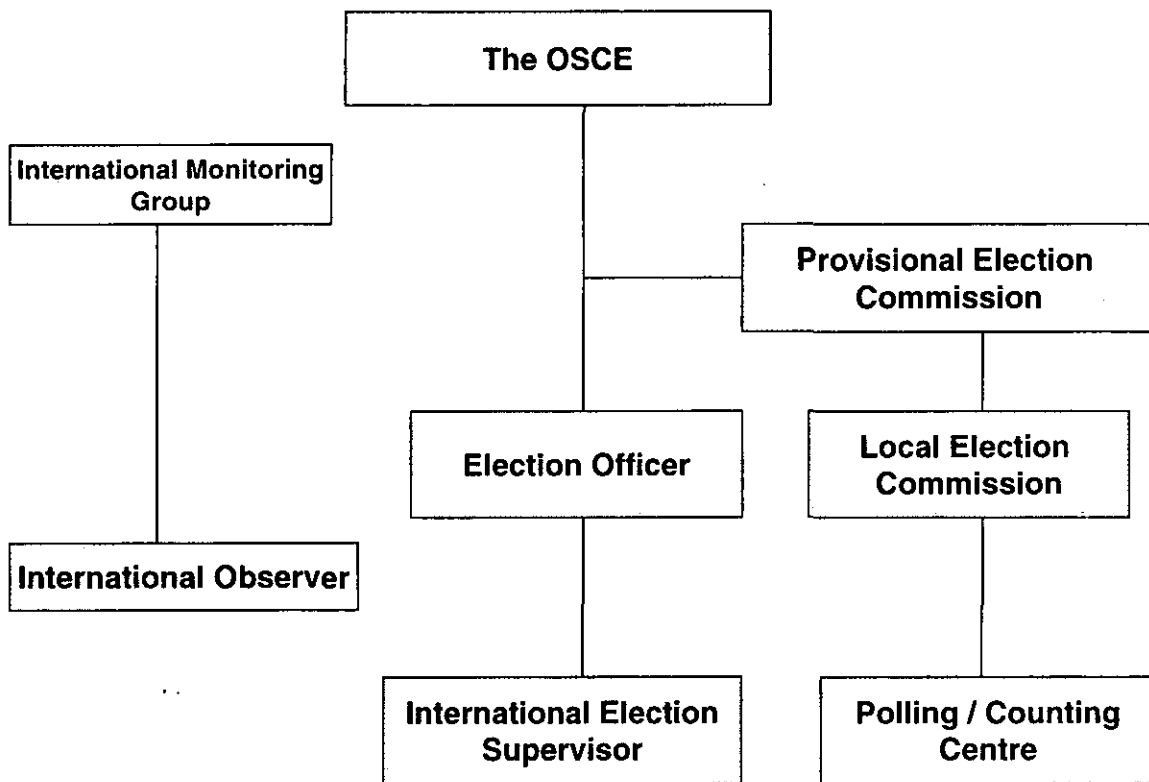 The OSCE
International Monitoring
Group
Provisional Election
Commission
Election Officer
Local Election
Commission
International Observer
International Election
Supervisor
Polling / Counting
Centre